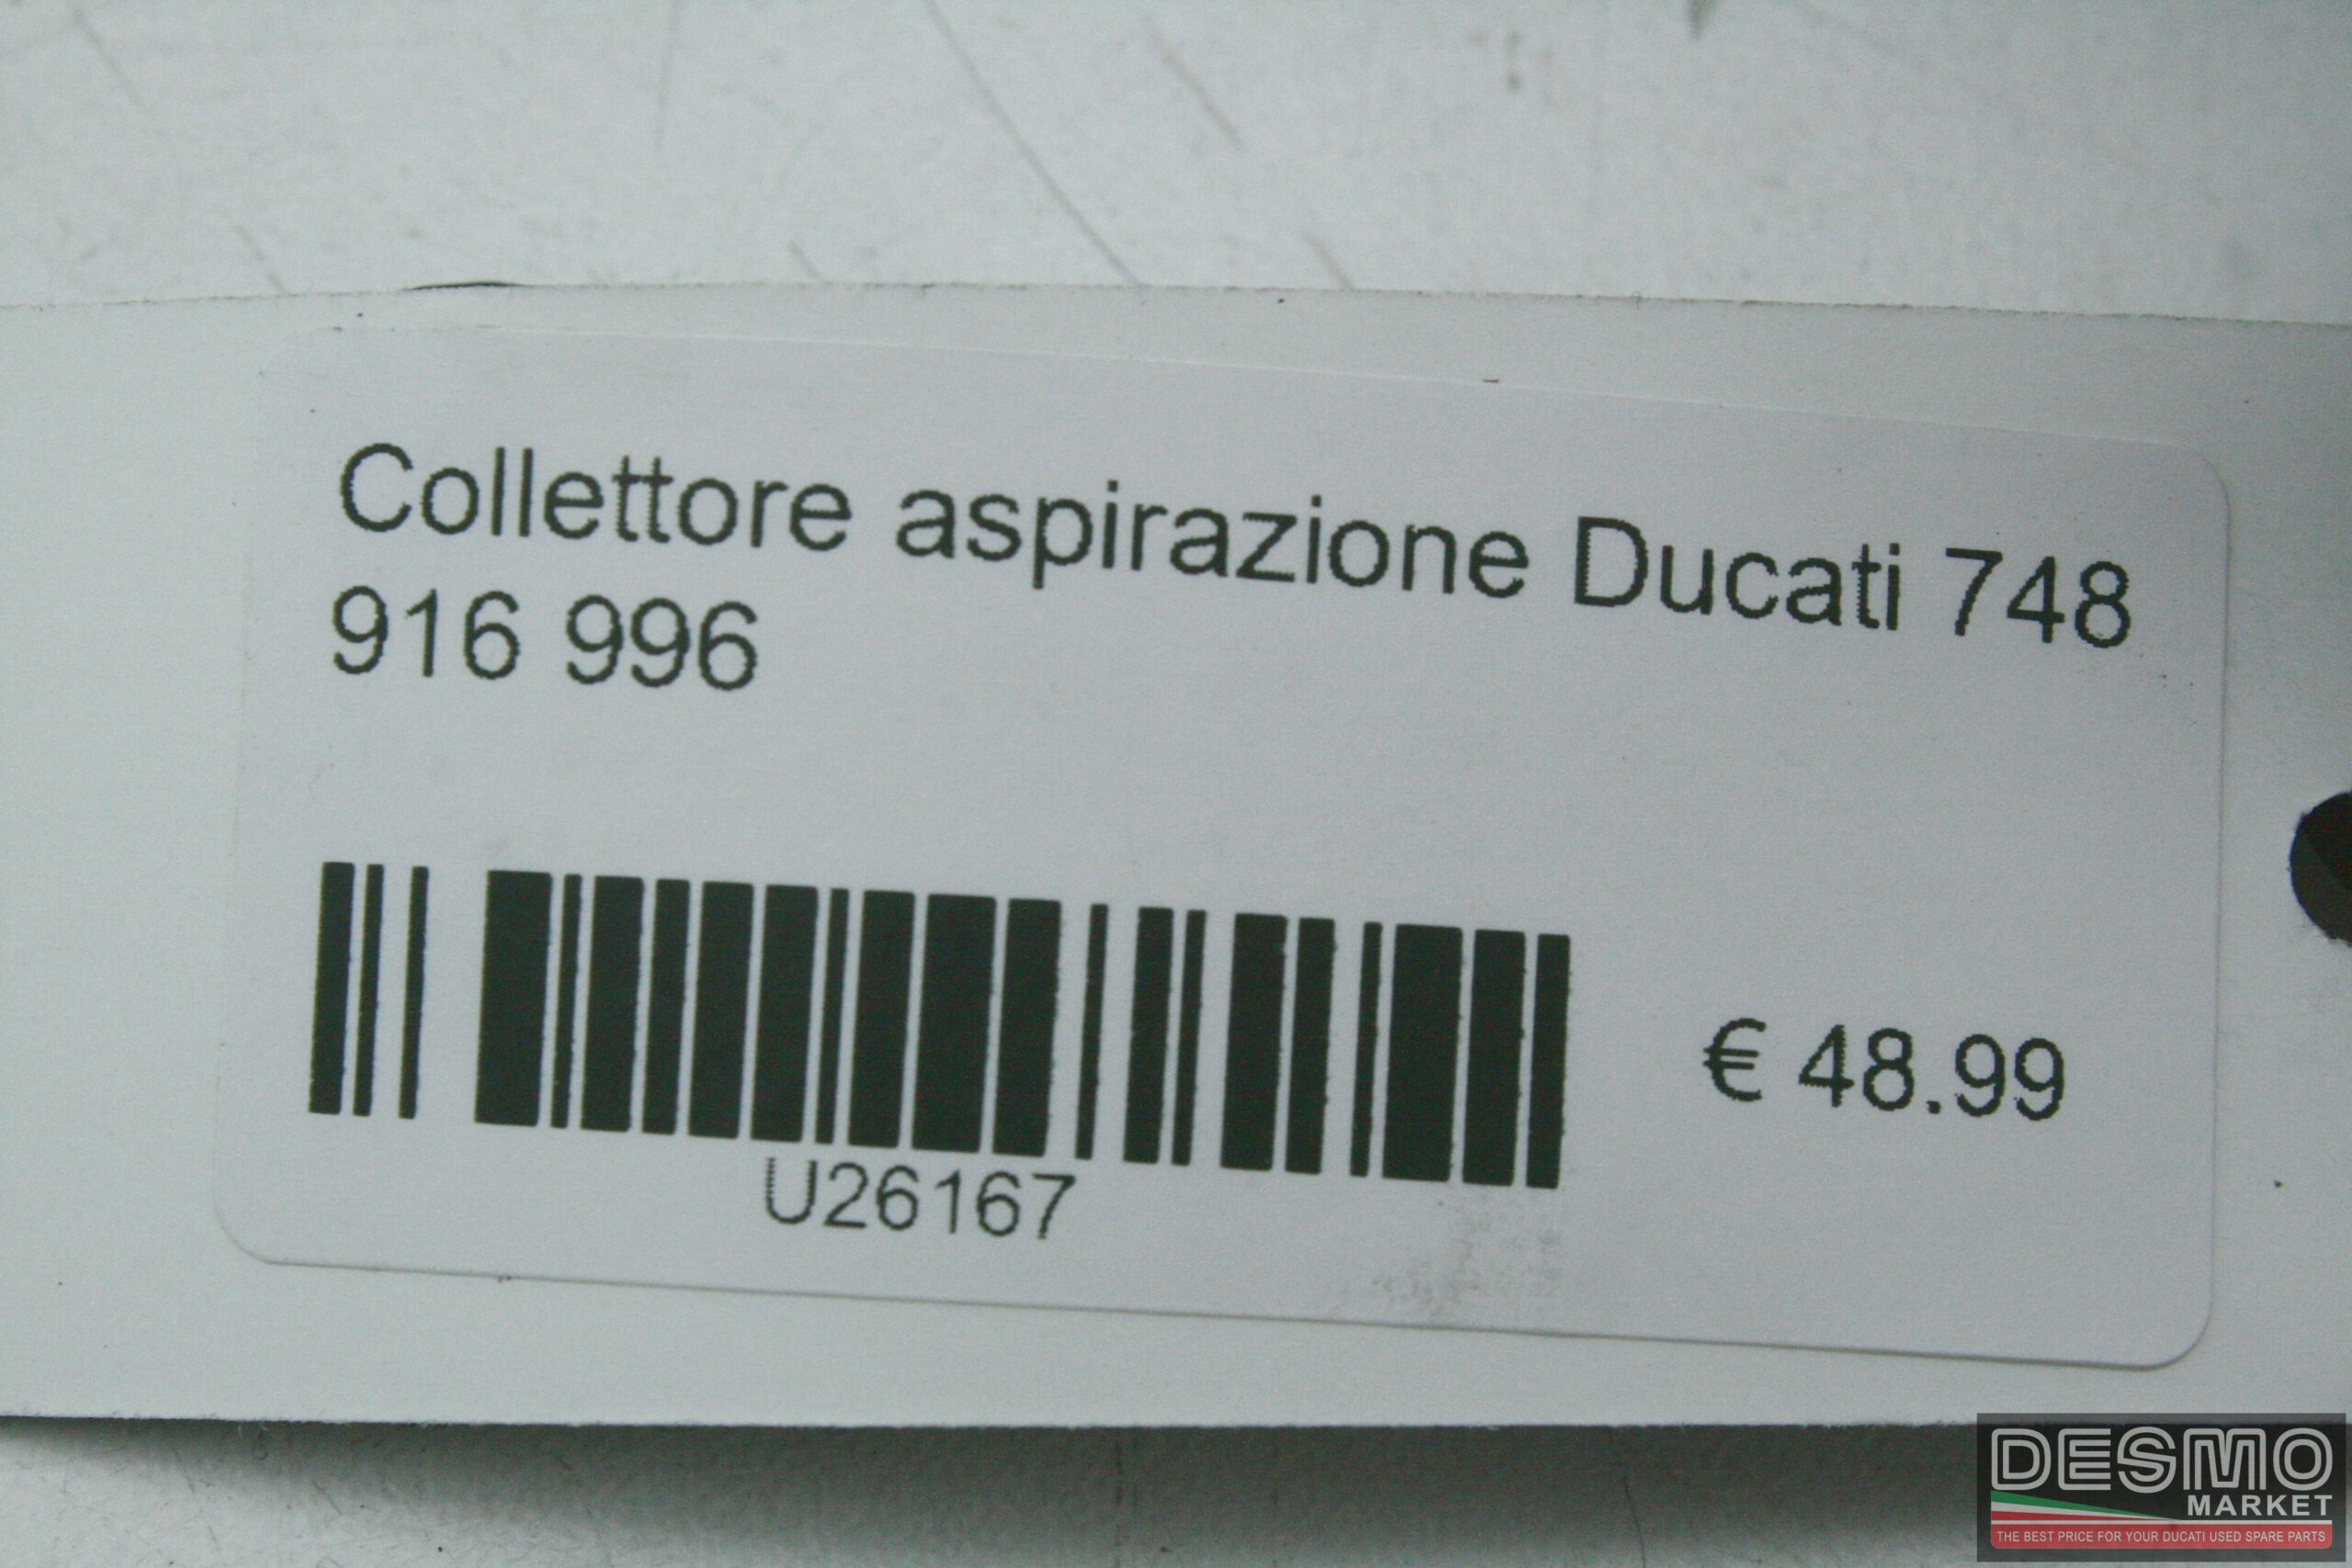 Collettore aspirazione Ducati 748
916 996
U26167
€ 48.99
DESMO
MARKET
THE BEST PRICE FOR YOUR DUCATI USED SPARE PARTS